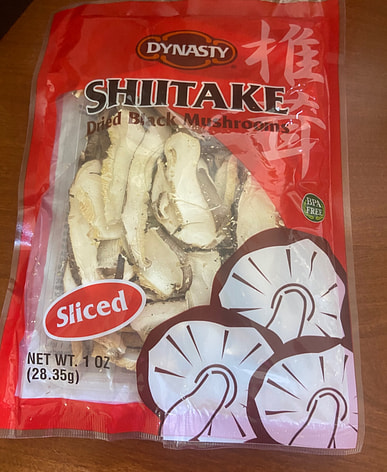 DYNASTY
SHIITAKE
Dried Black Mushrooms
椎茸
BPA
FREE
Sliced
NET WT. 1 OZ
(28.35g)